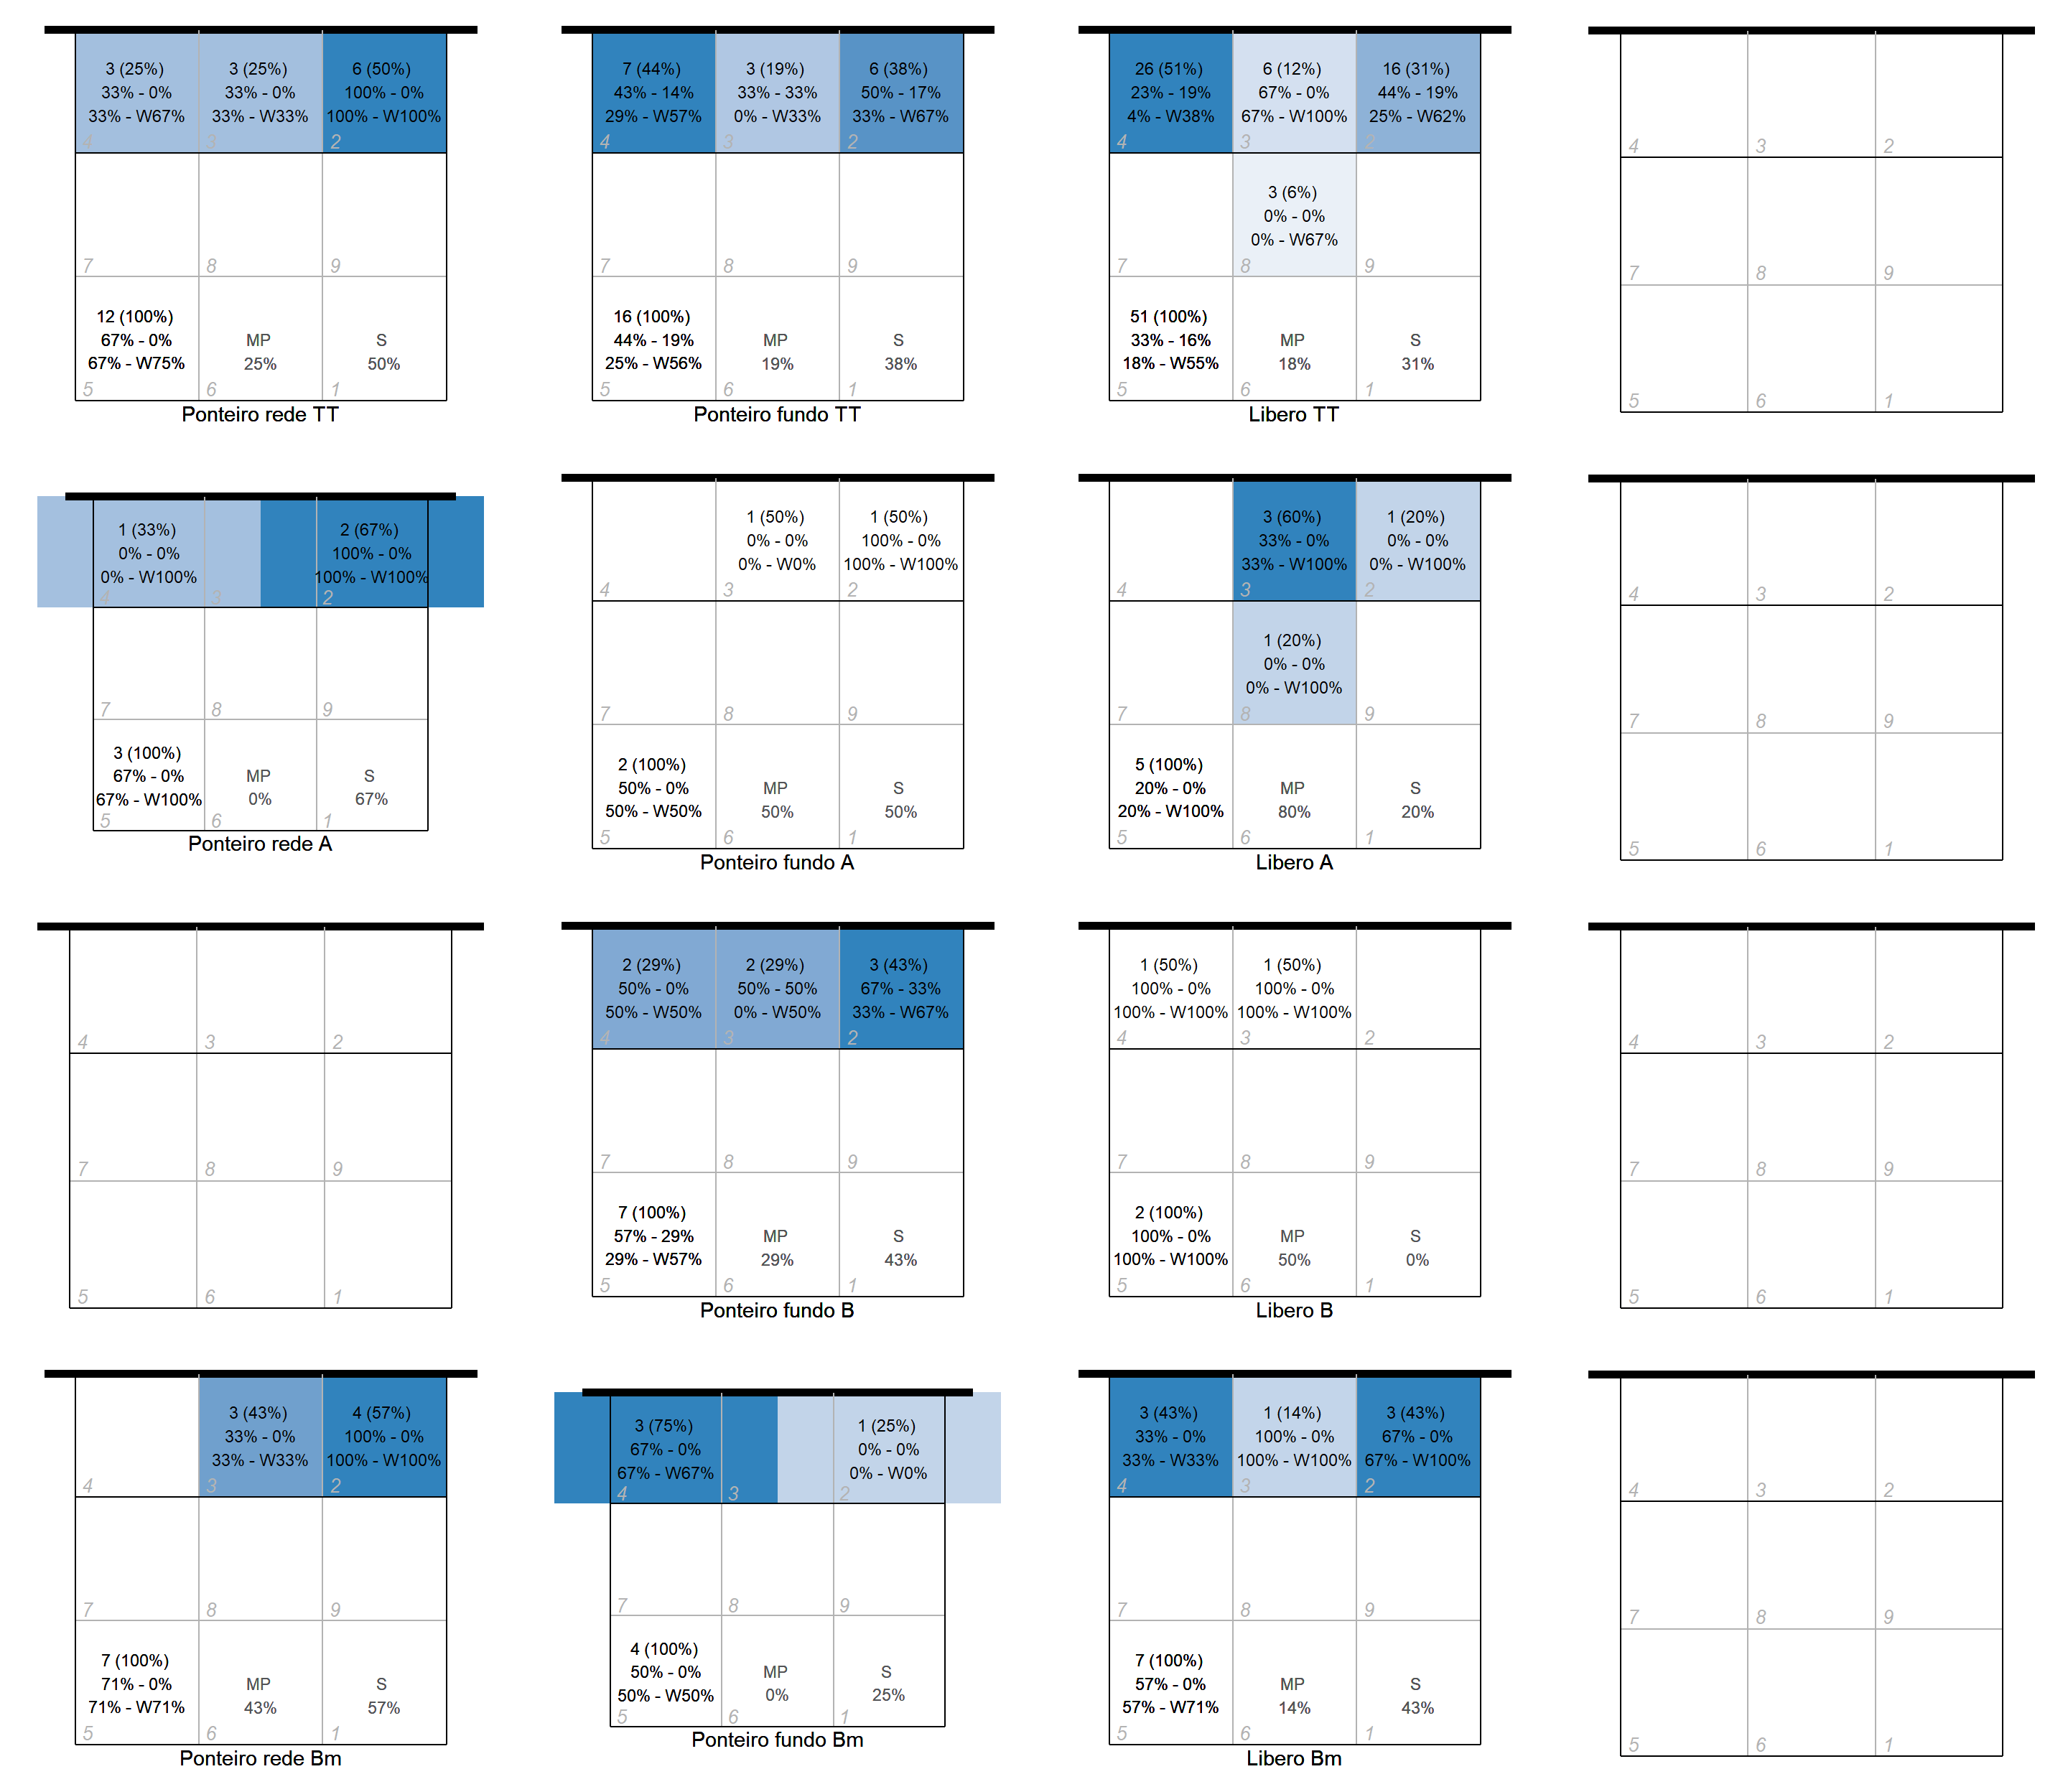 3 (25%) 3 (25%) 6 (50%)
33% - 0% 33% - 0% 100% - 0%
33% - W67% 33% - W33% 100% - W100%
4 3 2
7 8 9
12 (100%)
67% - 0% MP S
67% - W75% 25% 50%
5 6 1
Ponteiro rede TT
7 (44%) 3 (19%) 6 (38%)
43% - 14% 33% - 33% 50% - 17%
29% - W57% 0% - W33% 33% - W67%
4 3 2
7 8 9
16 (100%)
44% - 19% MP S
25% - W56% 19% 38%
5 6 1
Ponteiro fundo TT
26 (51%) 6 (12%) 16 (31%)
23% - 19% 67% - 0% 44% - 19%
4% - W38% 67% - W100% 25% - W62%
4 3 2
3 (6%)
0% - 0%
0% - W67%
7 8 9
51 (100%)
33% - 16% MP S
18% - W55% 18% 31%
5 6 1
Libero TT
4 3 2
7 8 9
5 6 1
1 (33%) 2 (67%)
0% - 0% 100% - 0%
0% - W100% 100% - W100%
4 3 2
7 8 9
3 (100%)
67% - 0% MP S
67% - W100% 0% 67%
5 6 1
Ponteiro rede A
1 (50%) 1 (50%)
0% - 0% 100% - 0%
0% - W0% 100% - W100%
4 3 2
7 8 9
2 (100%)
50% - 0% MP S
50% - W50% 50% 50%
5 6 1
Ponteiro fundo A
3 (60%) 1 (20%)
33% - 0% 0% - 0%
33% - W100% 0% - W100%
4 3 2
1 (20%)
0% - 0%
0% - W100%
7 8 9
5 (100%)
20% - 0% MP S
20% - W100% 80% 20%
5 6 1
Libero A
4 3 2
7 8 9
5 6 1
4 3 2
7 8 9
5 6 1
2 (29%) 2 (29%) 3 (43%)
50% - 0% 50% - 50% 67% - 33%
50% - W50% 0% - W50% 33% - W67%
4 3 2
7 8 9
7 (100%)
57% - 29% MP S
29% - W57% 29% 43%
5 6 1
Ponteiro fundo B
1 (50%) 1 (50%)
100% - 0% 100% - 0%
100% - W100% 100% - W100%
4 3 2
7 8 9
2 (100%)
100% - 0% MP S
100% - W100% 50% 0%
5 6 1
Libero B
4 3 2
7 8 9
5 6 1
3 (43%) 4 (57%)
33% - 0% 100% - 0%
33% - W33% 100% - W100%
4 3 2
7 8 9
7 (100%)
71% - 0% MP S
71% - W71% 43% 57%
5 6 1
Ponteiro rede Bm
3 (75%) 1 (25%)
67% - 0% 0% - 0%
67% - W67% 0% - W0%
4 3 2
7 8 9
4 (100%)
50% - 0% MP S
50% - W50% 0% 25%
5 6 1
Ponteiro fundo Bm
3 (43%) 1 (14%) 3 (43%)
33% - 0% 100% - 0% 67% - 0%
33% - W33% 100% - W100% 67% - W100%
4 3 2
7 8 9
7 (100%)
57% - 0% MP S
57% - W71% 14% 43%
5 6 1
Libero Bm
4 3 2
7 8 9
5 6 1